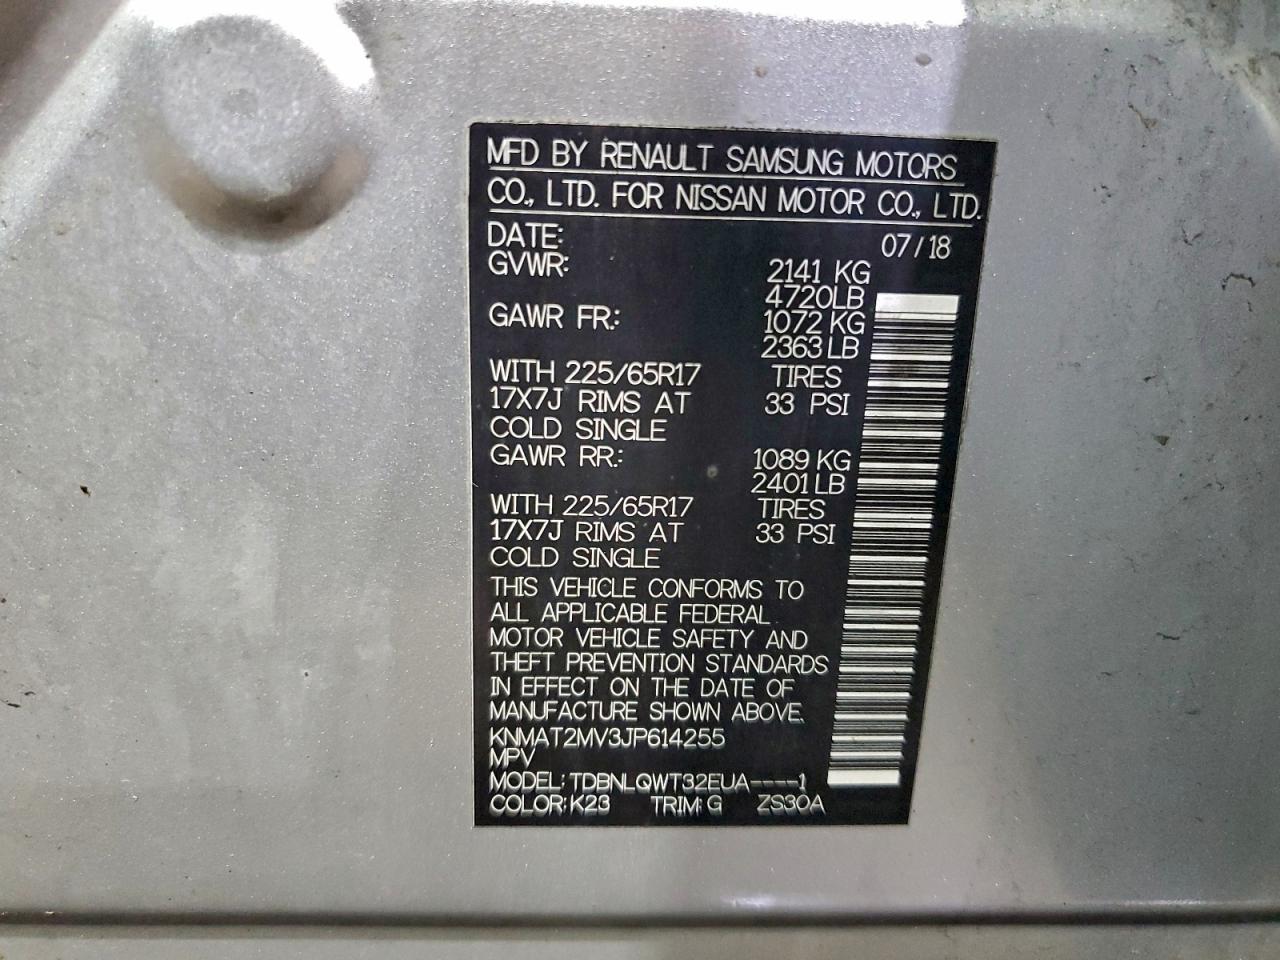 MFD BY RENAULT SAMSUNG MOTORS
CO., LTD. FOR NISSAN MOTOR CO., LTD.
DATE: 07/18
GVWR: 2141 KG
4720LB
GAWR FR.: 1072 KG
2363 LB
WITH 225/65R17 TIRES
17X7J RIMS AT 33 PSI
COLD SINGLE
GAWR RR.: 1089 KG
2401 LB
WITH 225/65R17 TIRES
17X7J RIMS AT 33 PSI
COLD SINGLE
THIS VEHICLE CONFORMS TO
ALL APPLICABLE FEDERAL
MOTOR VEHICLE SAFETY AND
THEFT PREVENTION STANDARDS
IN EFFECT ON THE DATE OF
MANUFACTURE SHOWN ABOVE.
KNMAT2MV3JP614255
MPV
MODEL: TDBNLQWT32EUA----1
COLOR: K23 TRIM: G ZS30A